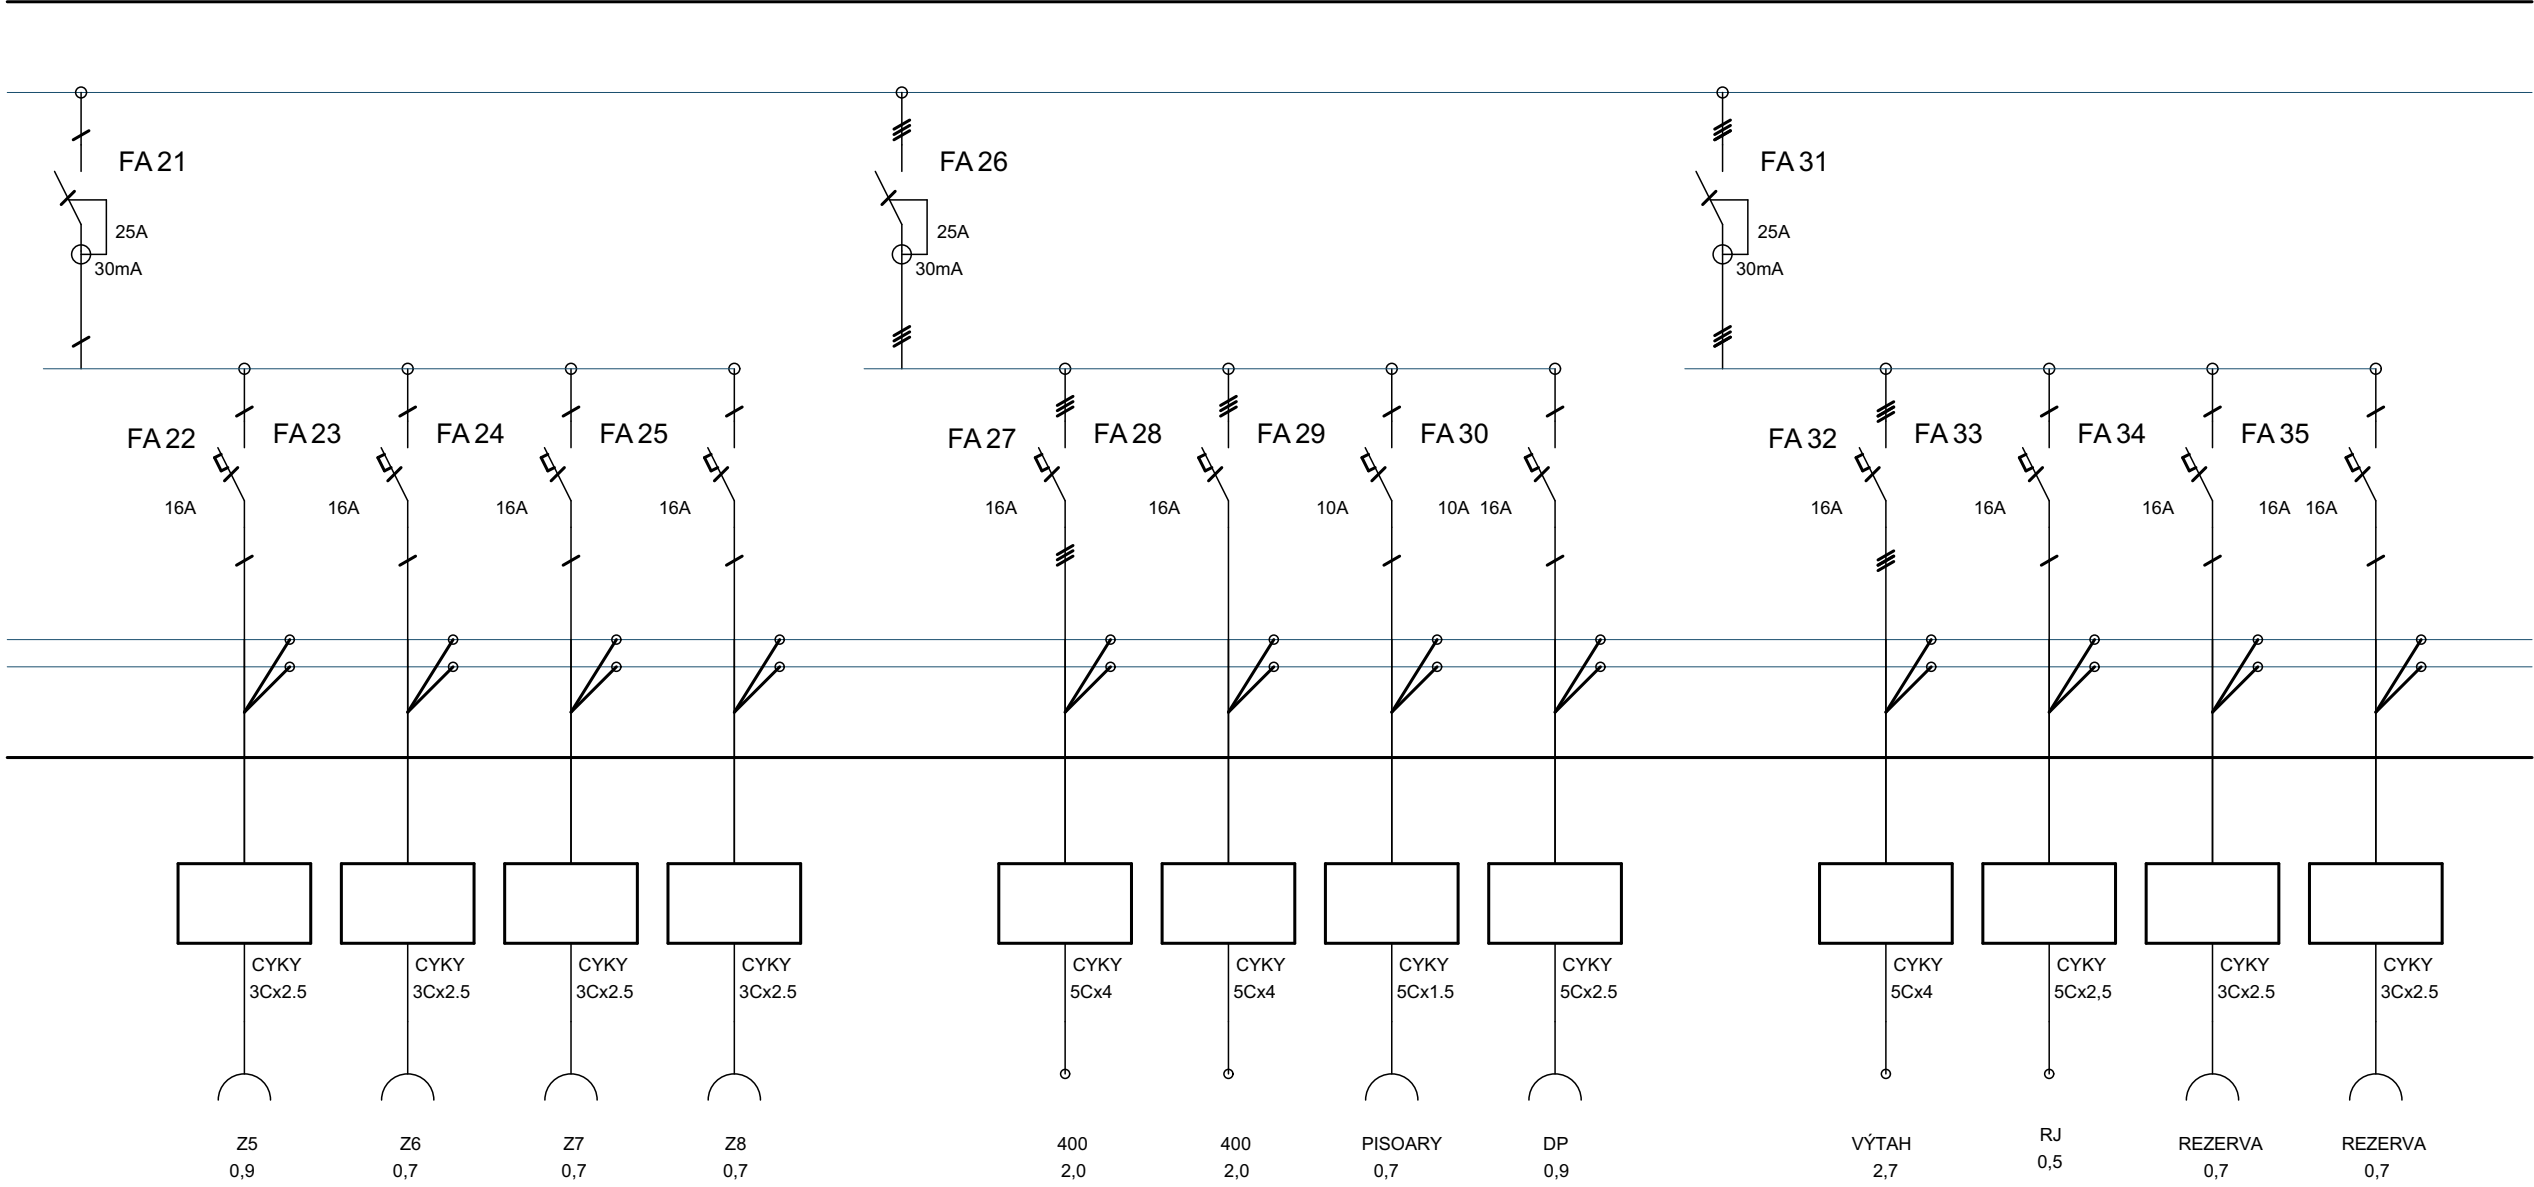 FA 21
FA 26
FA 31
25A
25A
25A
30mA
30mA
30mA
FA 22
FA 23
FA 24
FA 25
FA 27
FA 28
FA 29
FA 30
FA 32
FA 33
FA 34
FA 35
16A
16A
16A
16A
16A
16A
10A
10A
16A
16A
16A
16A
16A
16A
CYKY
3Cx2.5
CYKY
3Cx2.5
CYKY
3Cx2.5
CYKY
3Cx2.5
CYKY
5Cx4
CYKY
5Cx4
CYKY
5Cx1.5
CYKY
5Cx2.5
CYKY
5Cx4
CYKY
5Cx2,5
CYKY
3Cx2.5
CYKY
3Cx2.5
Z5
0,9
Z6
0,7
Z7
0,7
Z8
0,7
400
2,0
400
2,0
PISOARY
0,7
DP
0,9
VÝTAH
2,7
RJ
0,5
REZERVA
0,7
REZERVA
0,7